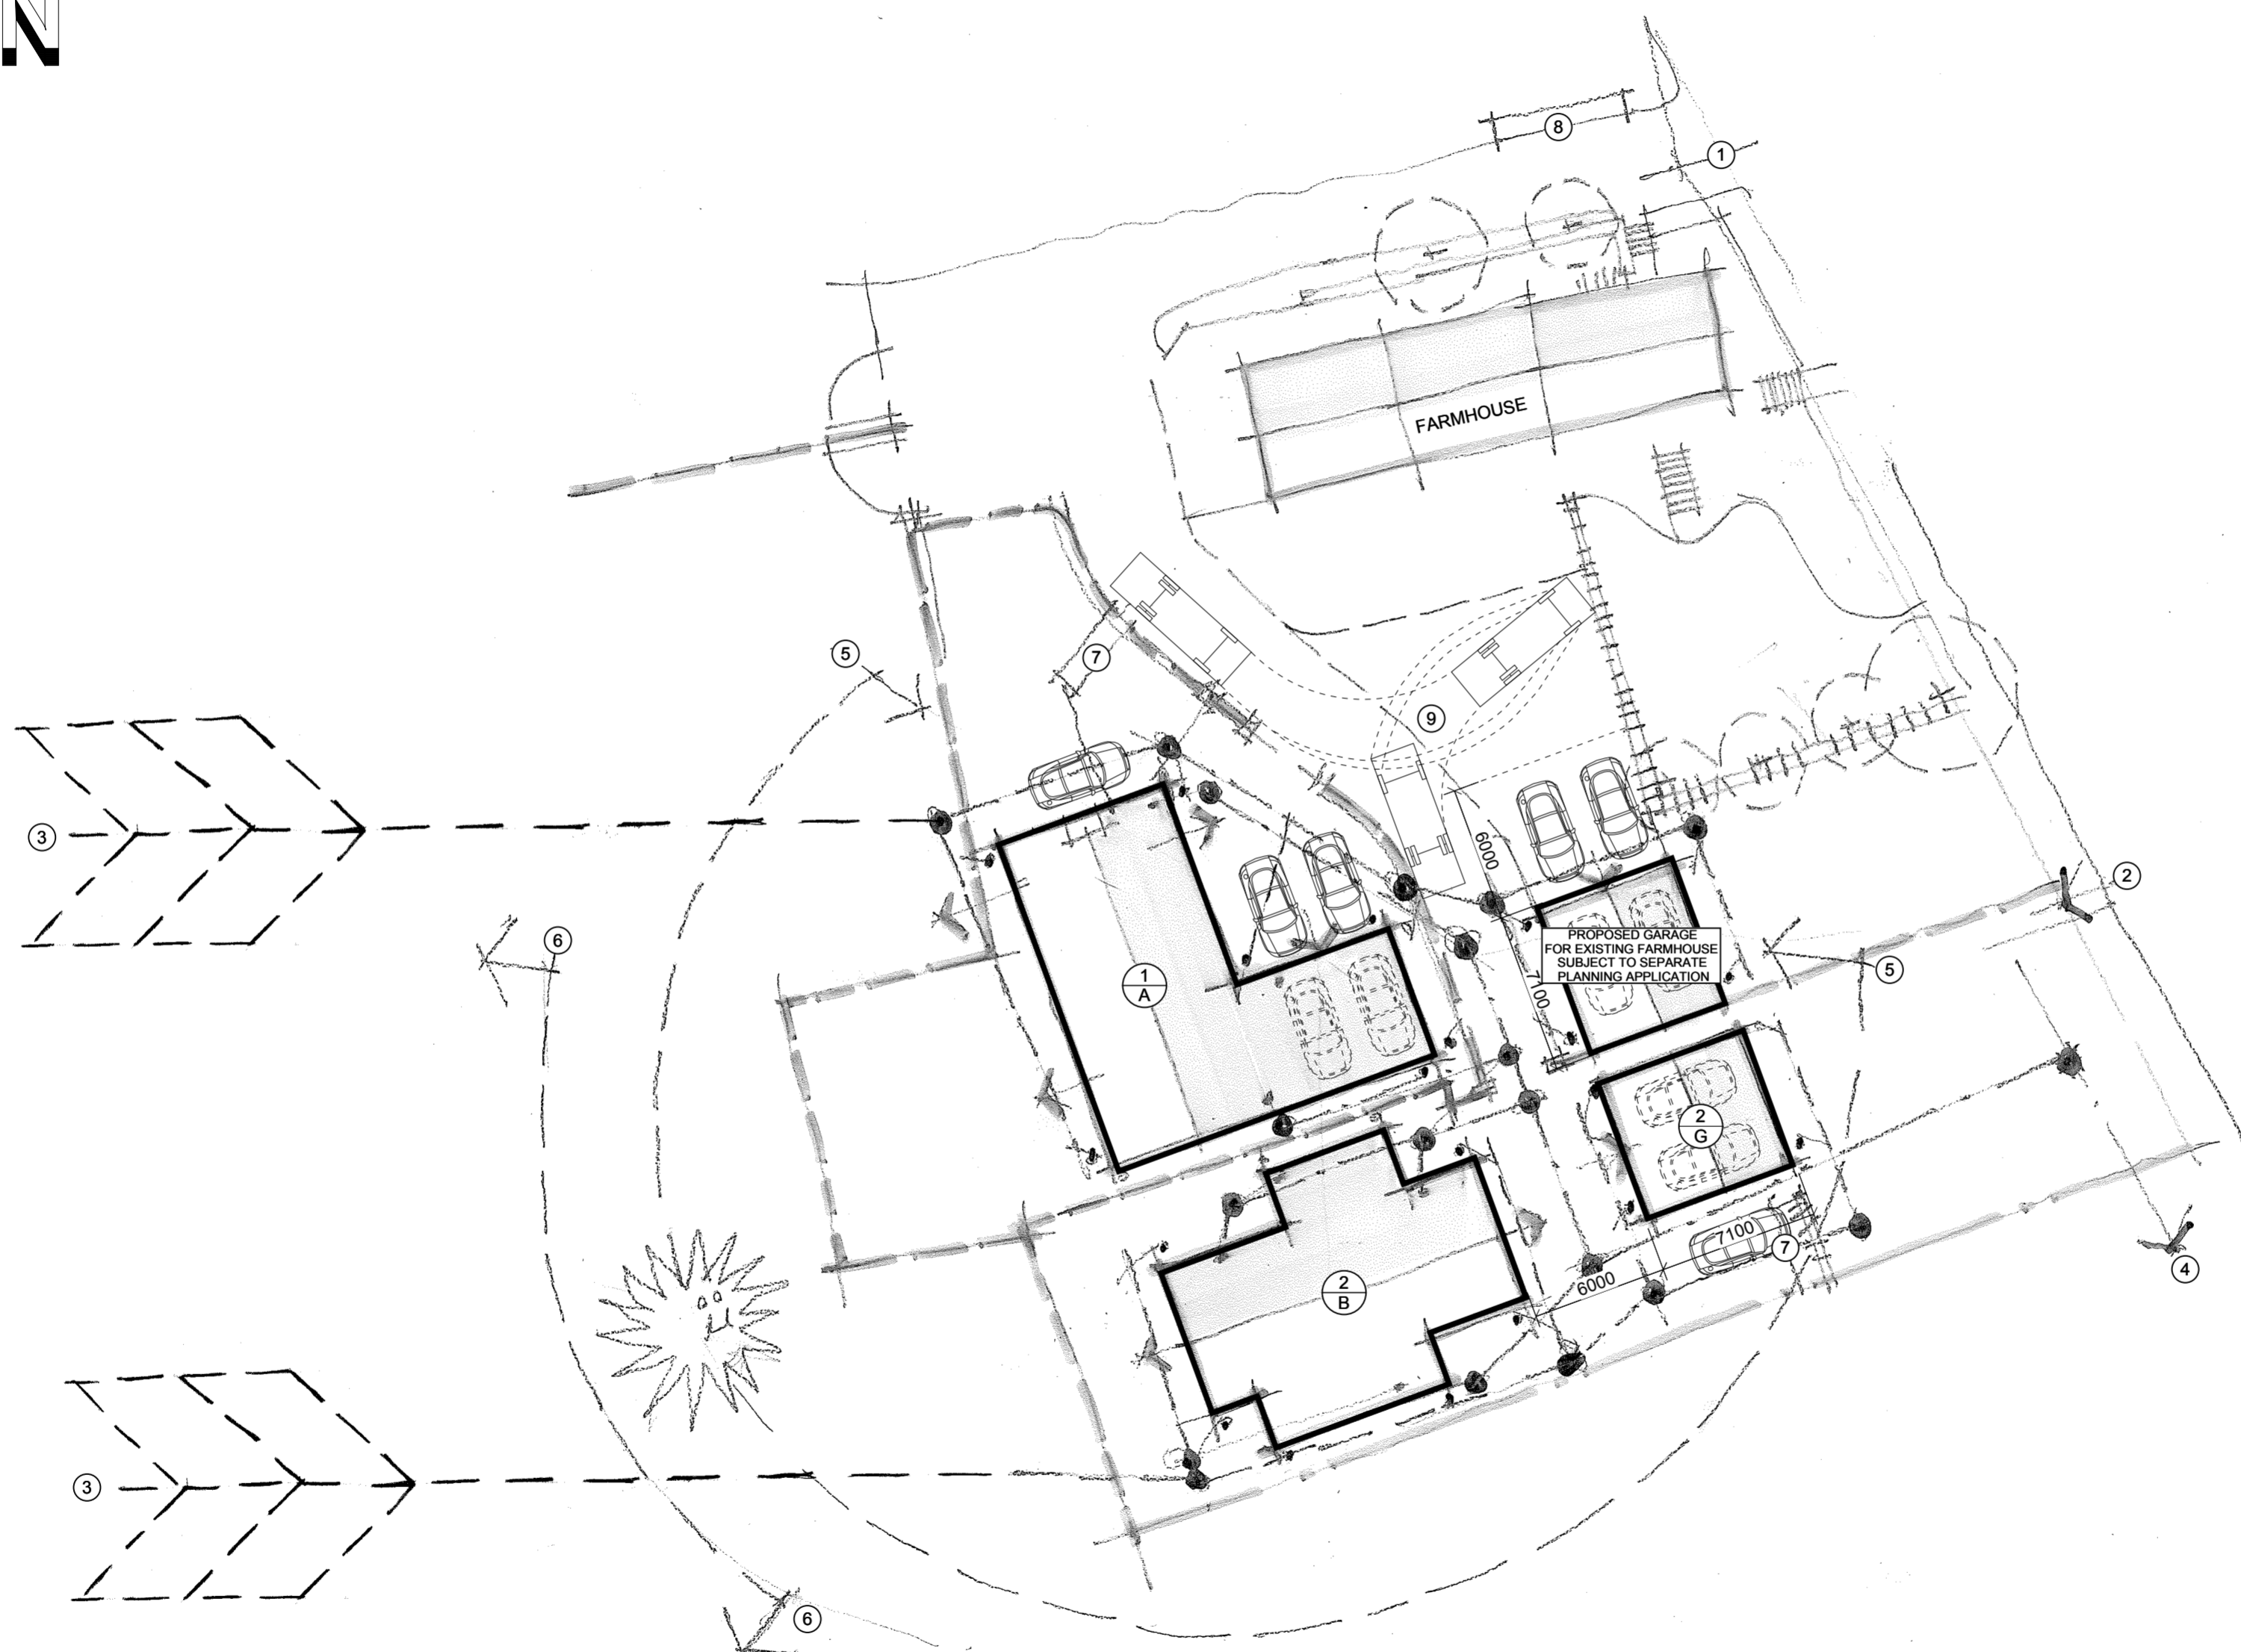 N
8
1
FARMHOUSE
5
7
9
3
6000
2
6
PROPOSED GARAGE
FOR EXISTING FARMHOUSE
SUBJECT TO SEPARATE
PLANNING APPLICATION
5
1
A
7100
2
G
7100
7
6000
4
2
B
3
6